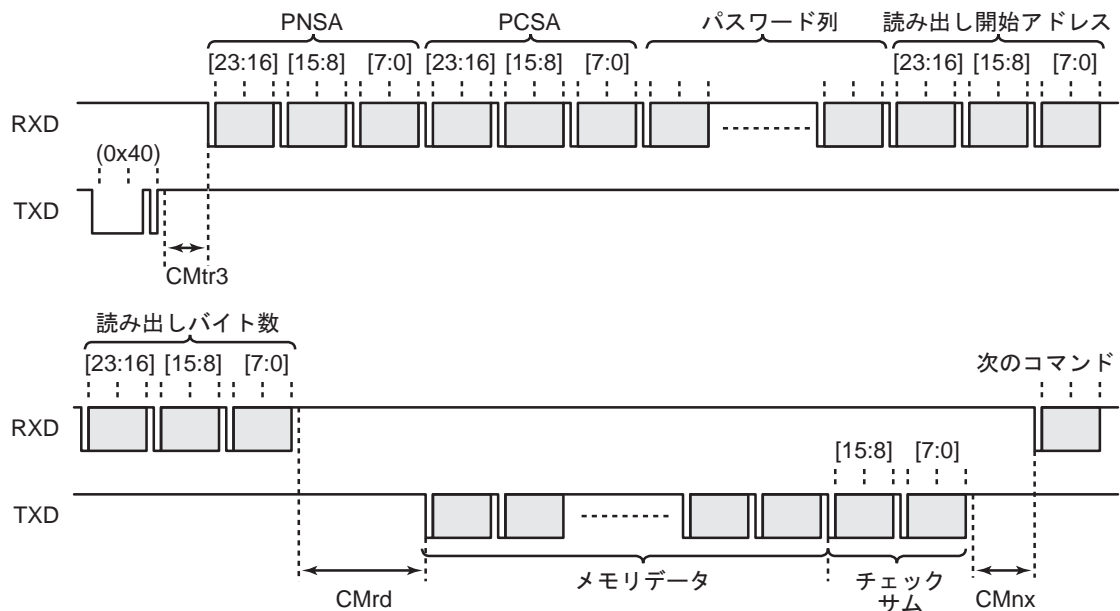 PNSA PCSA パスワード列 読み出し開始アドレス
[23:16] [15:8] [7:0] [23:16] [15:8] [7:0] [23:16] [15:8] [7:0]
RXD
(0x40)
TXD
CMtr3
読み出しバイト数
[23:16] [15:8] [7:0] 次のコマンド
RXD
[15:8] [7:0]
TXD
メモリデータ チェック
サム
CMrd CMnx